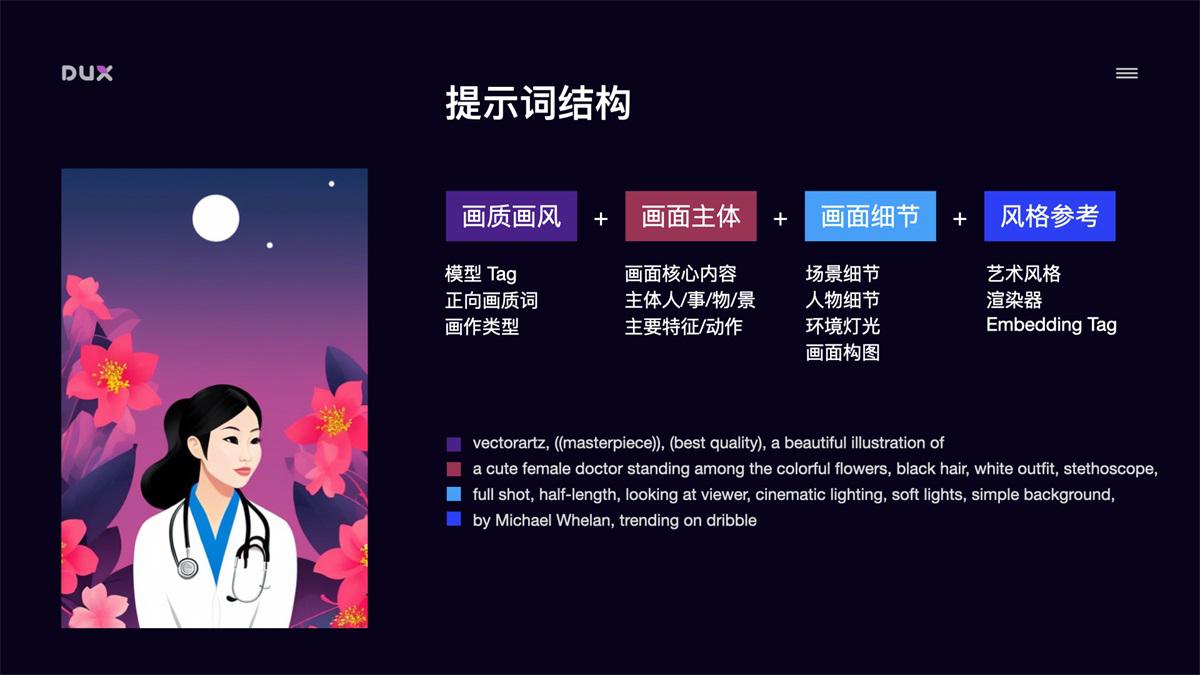 DUX
提示词结构
画质画风 + 画面主体 + 画面细节 + 风格参考
模型 Tag
正向画质词
画作类型
画面核心内容
主体人/事/物/景
主要特征/动作
场景细节
人物细节
环境灯光
画面构图
艺术风格
渲染器
Embedding Tag
vectorartz, ((masterpiece)), (best quality), a beautiful illustration of
a cute female doctor standing among the colorful flowers, black hair, white outfit, stethoscope,
full shot, half-length, looking at viewer, cinematic lighting, soft lights, simple background,
by Michael Whelan, trending on dribble